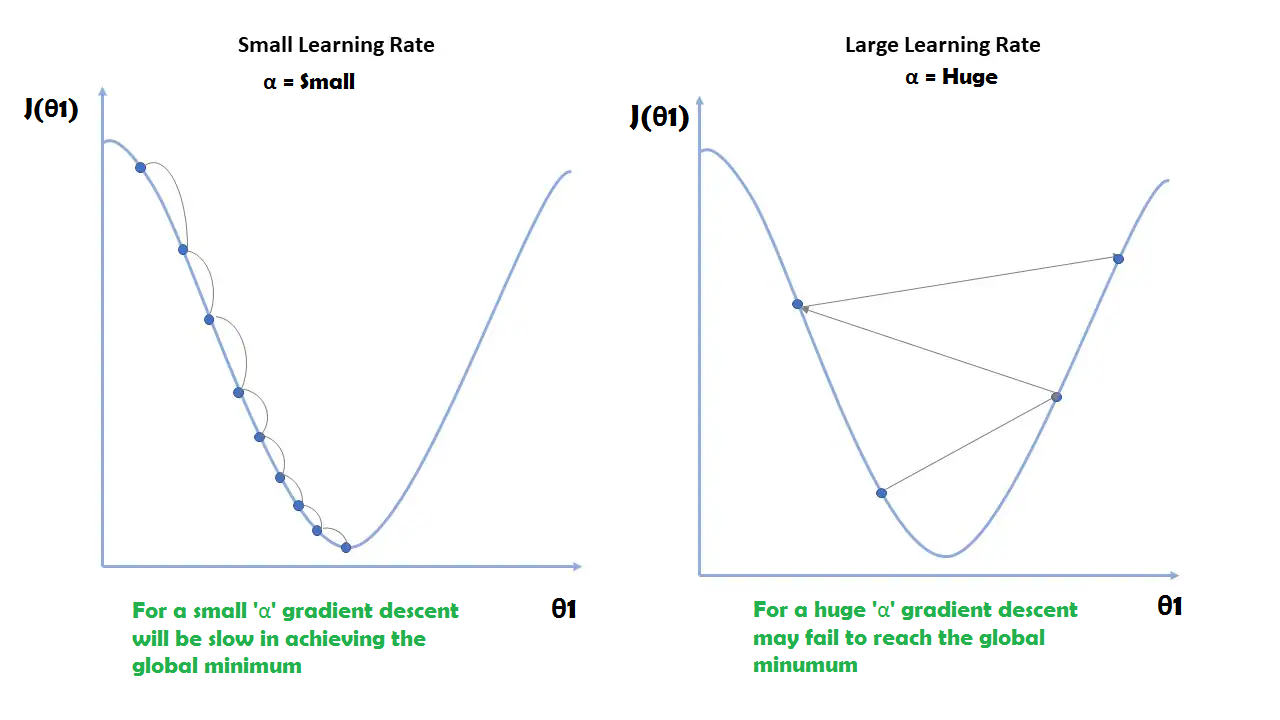 Small Learning Rate
α = Small
J(θ1)
For a small 'α' gradient descent
will be slow in achieving the
global minimum
θ1
Large Learning Rate
α = Huge
J(θ1)
For a huge 'α' gradient descent
may fail to reach the global
minumum
θ1